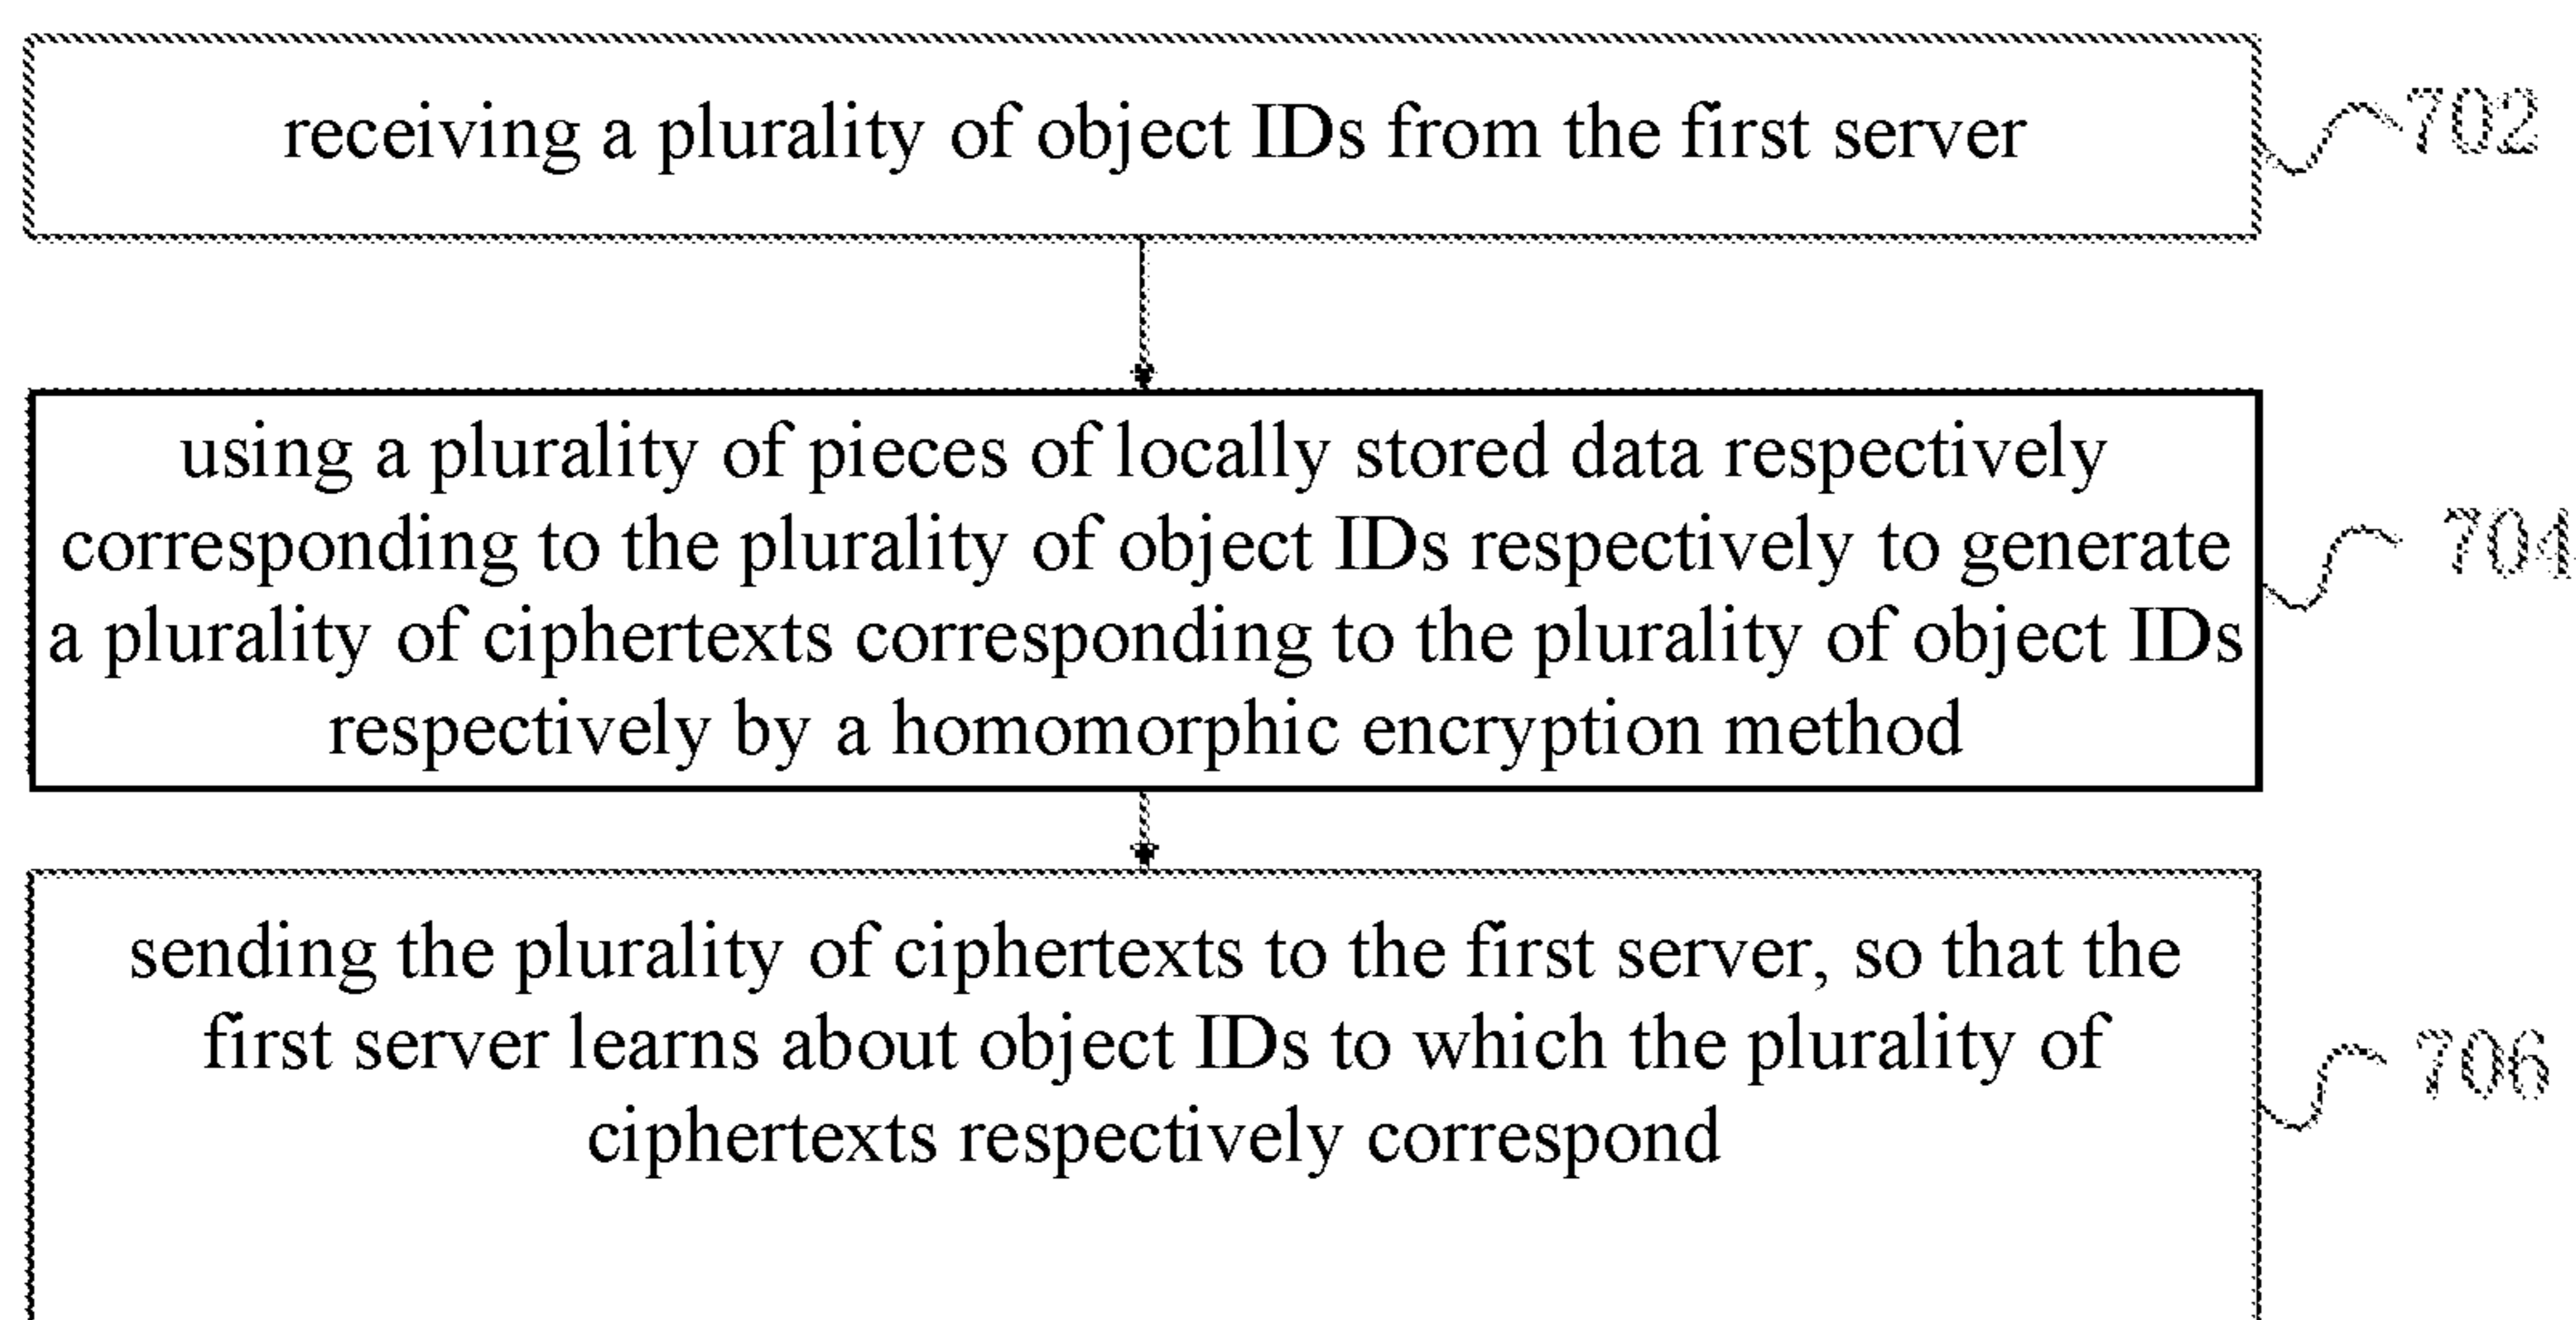 receiving a plurality of object IDs from the first server
702
using a plurality of pieces of locally stored data respectively
corresponding to the plurality of object IDs respectively to generate
a plurality of ciphertexts corresponding to the plurality of object IDs
respectively by a homomorphic encryption method
704
sending the plurality of ciphertexts to the first server, so that the
first server learns about object IDs to which the plurality of
ciphertexts respectively correspond
706